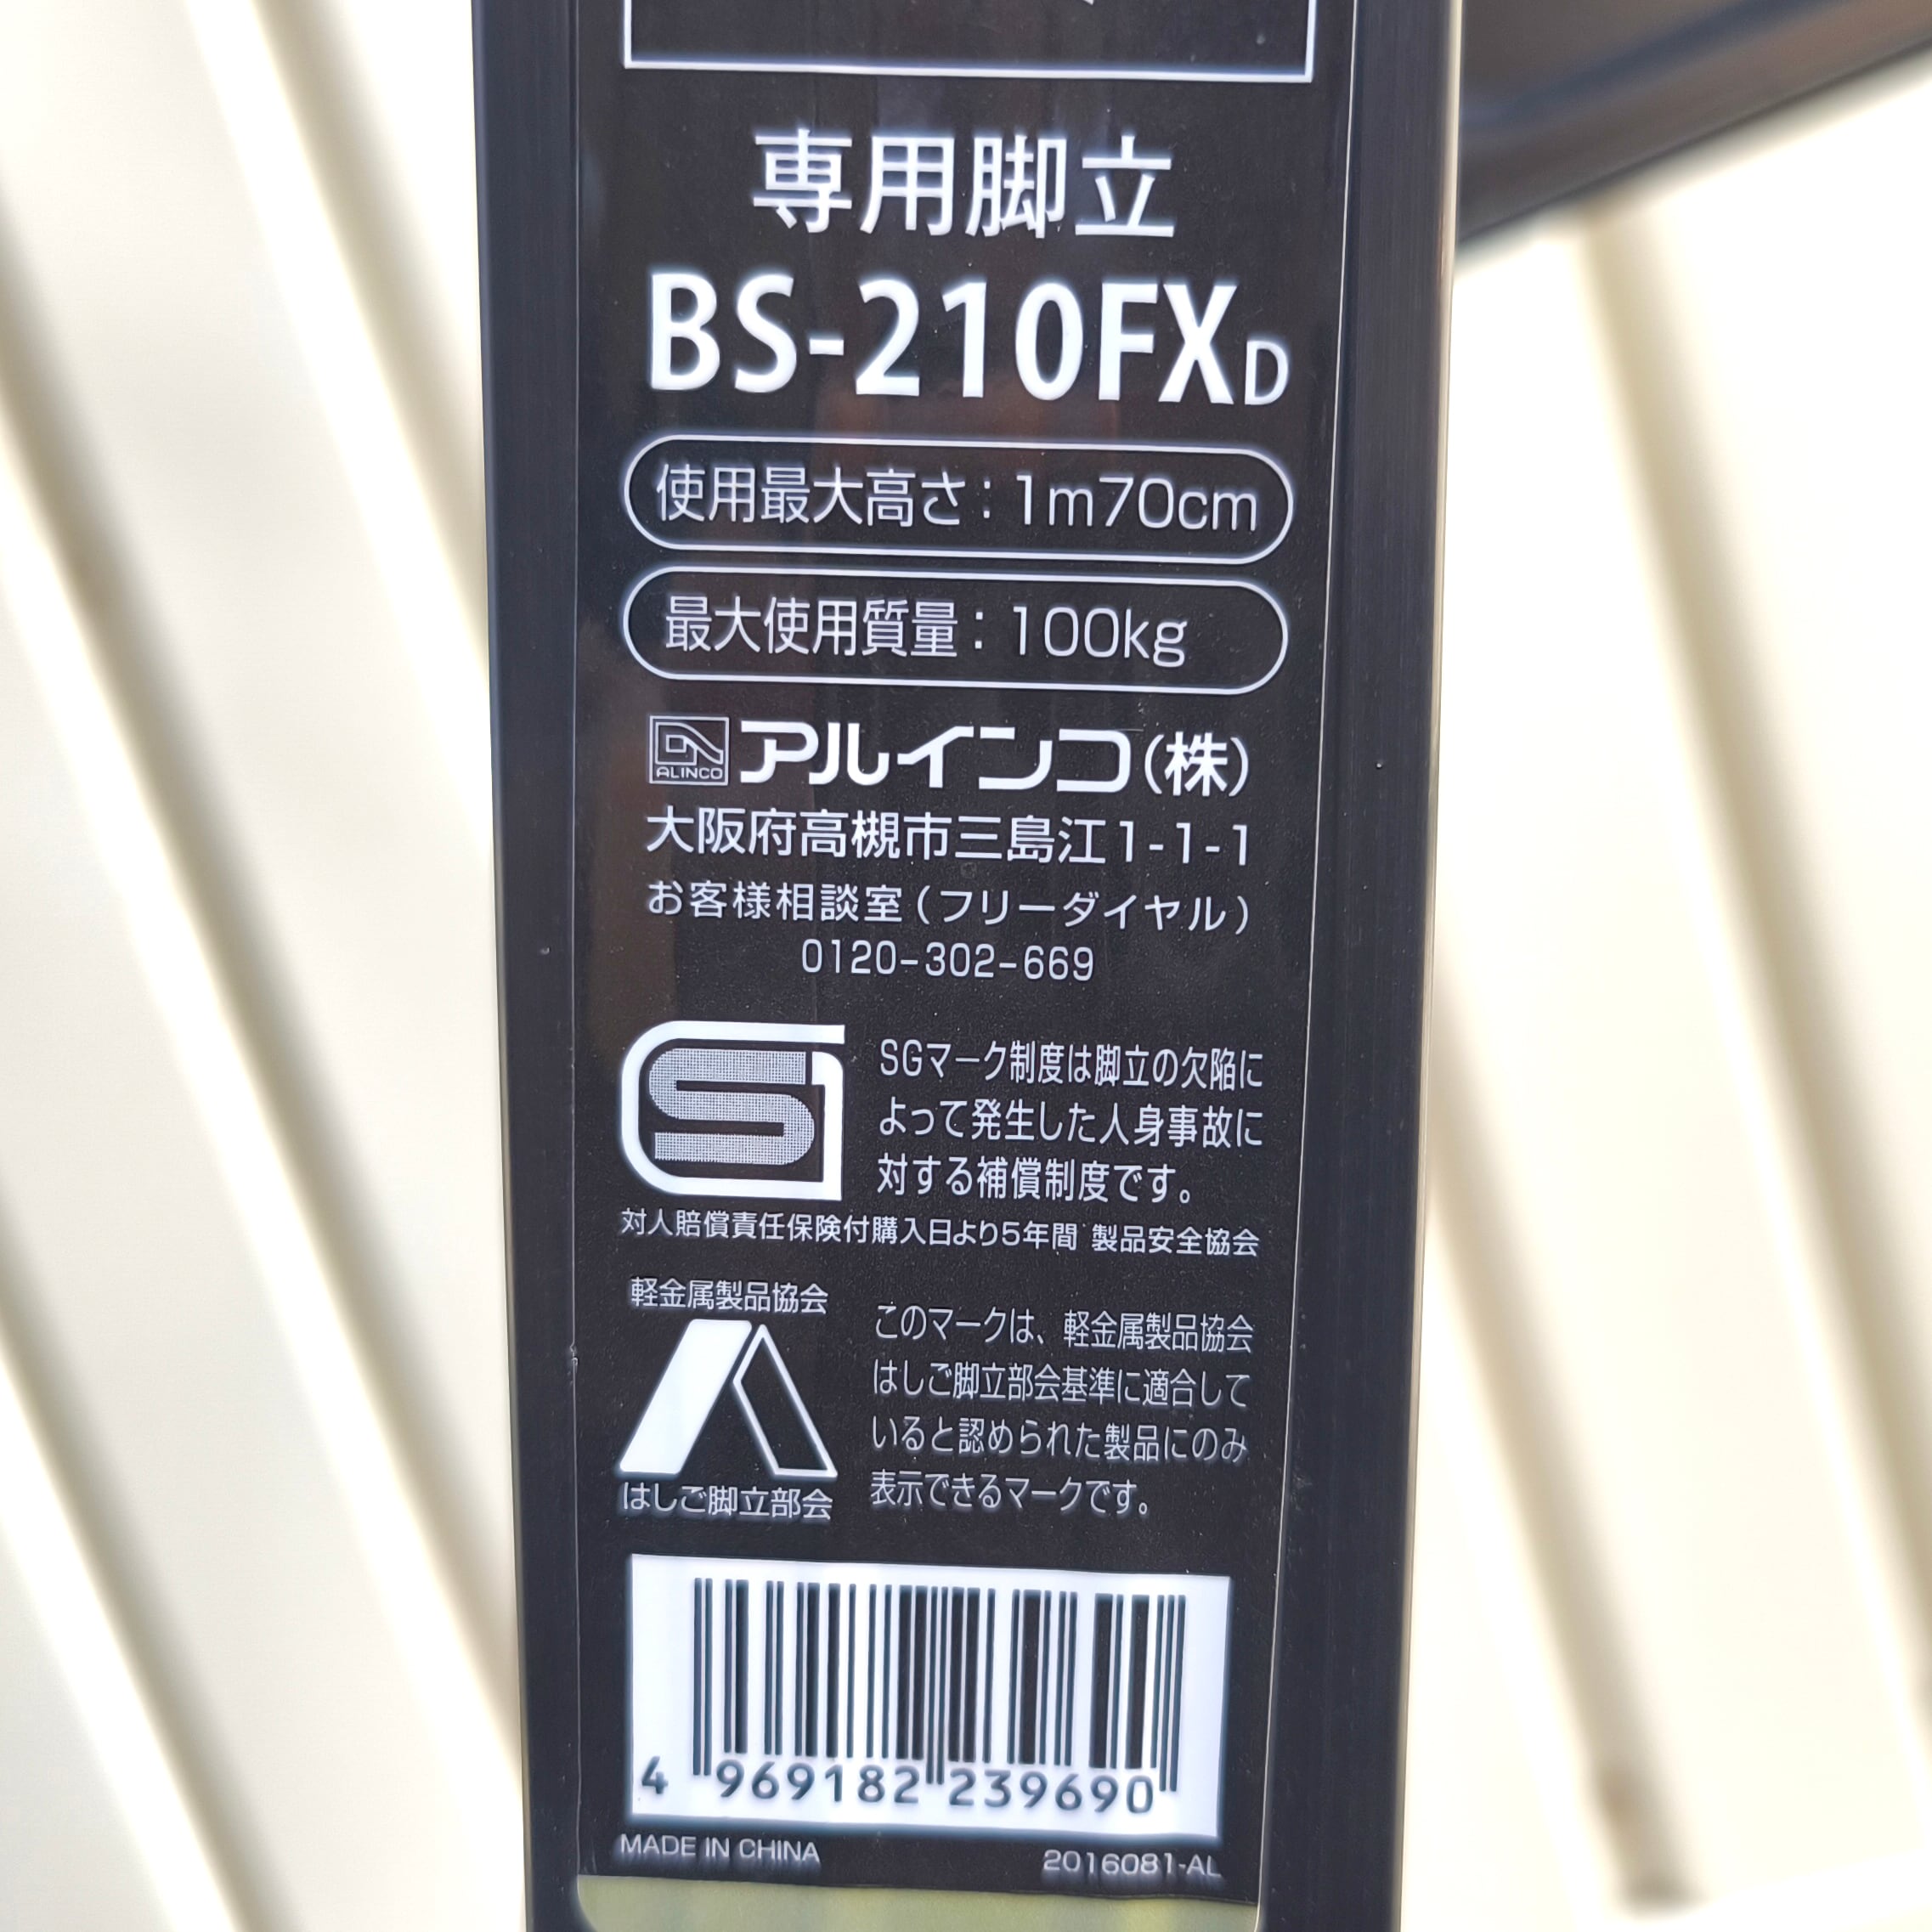 専用脚立
BS-210FXD
使用最大高さ:1m70cm
最大使用質量:100kg
ALINCO アルインコ(株)
大阪府高槻市三島江1-1-1
お客様相談室(フリーダイヤル)
0120-302-669
SGマーク制度は脚立の欠陥に
よって発生した人身事故に
対する補償制度です。
対人賠償責任保険付購入日より5年間 製品安全協会
軽金属製品協会
はしご脚立部会
このマークは、軽金属製品協会
はしご脚立部会基準に適合して
いると認められた製品にのみ
表示できるマークです。
4 969182 239690
MADE IN CHINA
2016081-AL